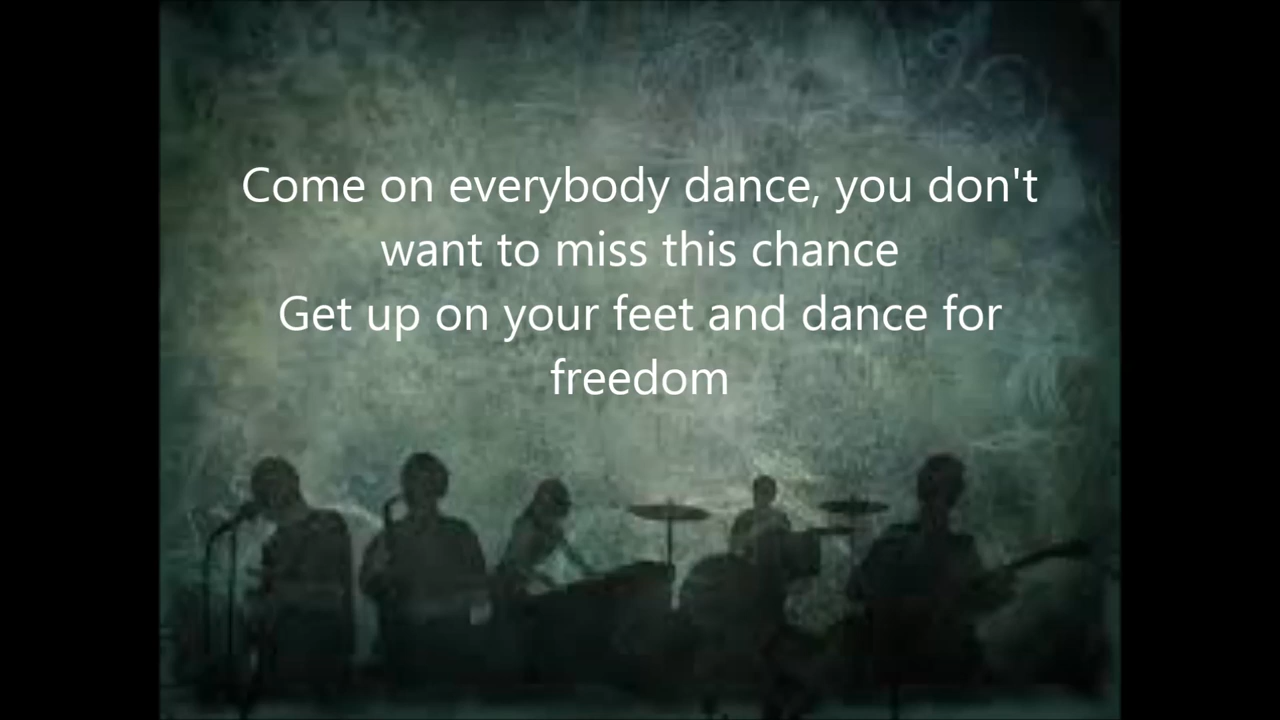 Come on everybody dance, you don't
want to miss this chance
Get up on your feet and dance for
freedom